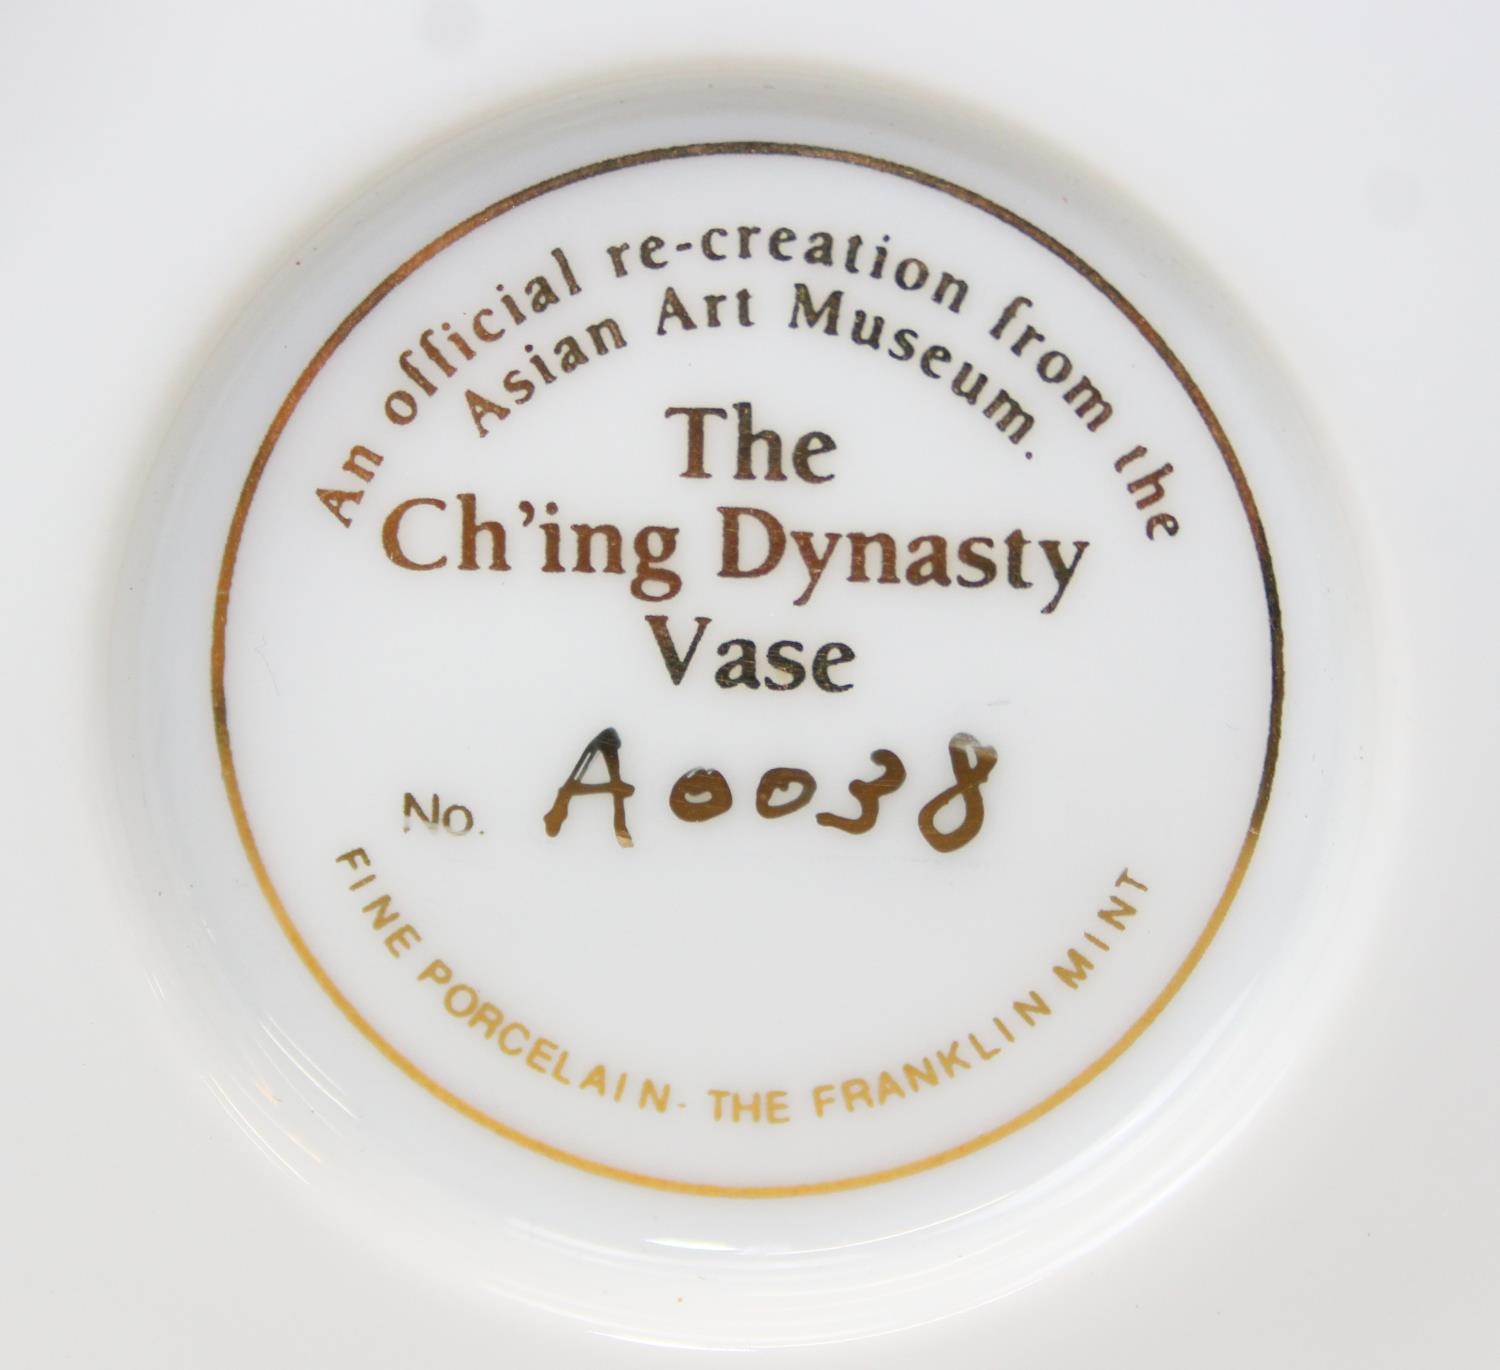 An official re-creation from the
Asian Art Museum.
The
Ch'ing Dynasty
Vase
No. A0038
FINE PORCELAIN - THE FRANKLIN MINT